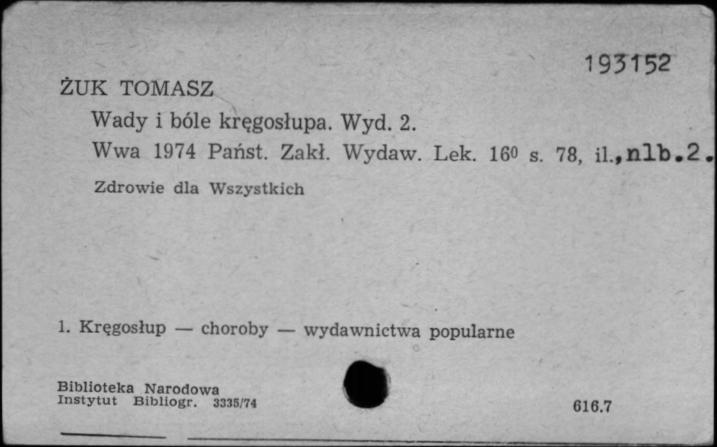 193152
ŻUK TOMASZ
Wady i bóle kręgosłupa. Wyd. 2.
Wwa 1974 Państ. Zakł. Wydaw. Lek. 16⁰ s. 78, il., nlb.2.
Zdrowie dla Wszystkich
1. Kręgosłup — choroby — wydawnictwa popularne
Biblioteka Narodowa
Instytut Bibliogr. 3335/74
616.7